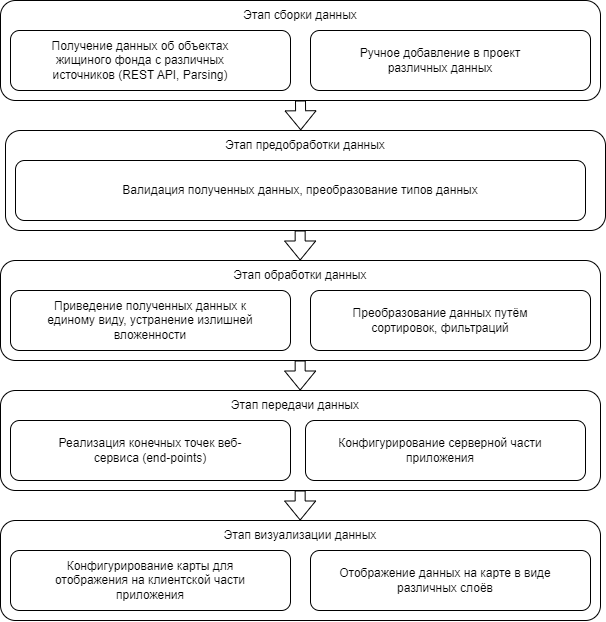 Этап сборки данных
Получение данных об объектах
жищиного фонда с различных
источников (REST API, Parsing)
Ручное добавление в проект
различных данных
Этап предобработки данных
Валидация полученных данных, преобразование типов данных
Этап обработки данных
Приведение полученных данных к
единому виду, устранение излишней
вложенности
Преобразование данных путём
сортировок, фильтраций
Этап передачи данных
Реализация конечных точек веб-
сервиса (end-points)
Конфигурирование серверной части
приложения
Этап визуализации данных
Конфигурирование карты для
отображения на клиентской части
приложения
Отображение данных на карте в виде
различных слоёв